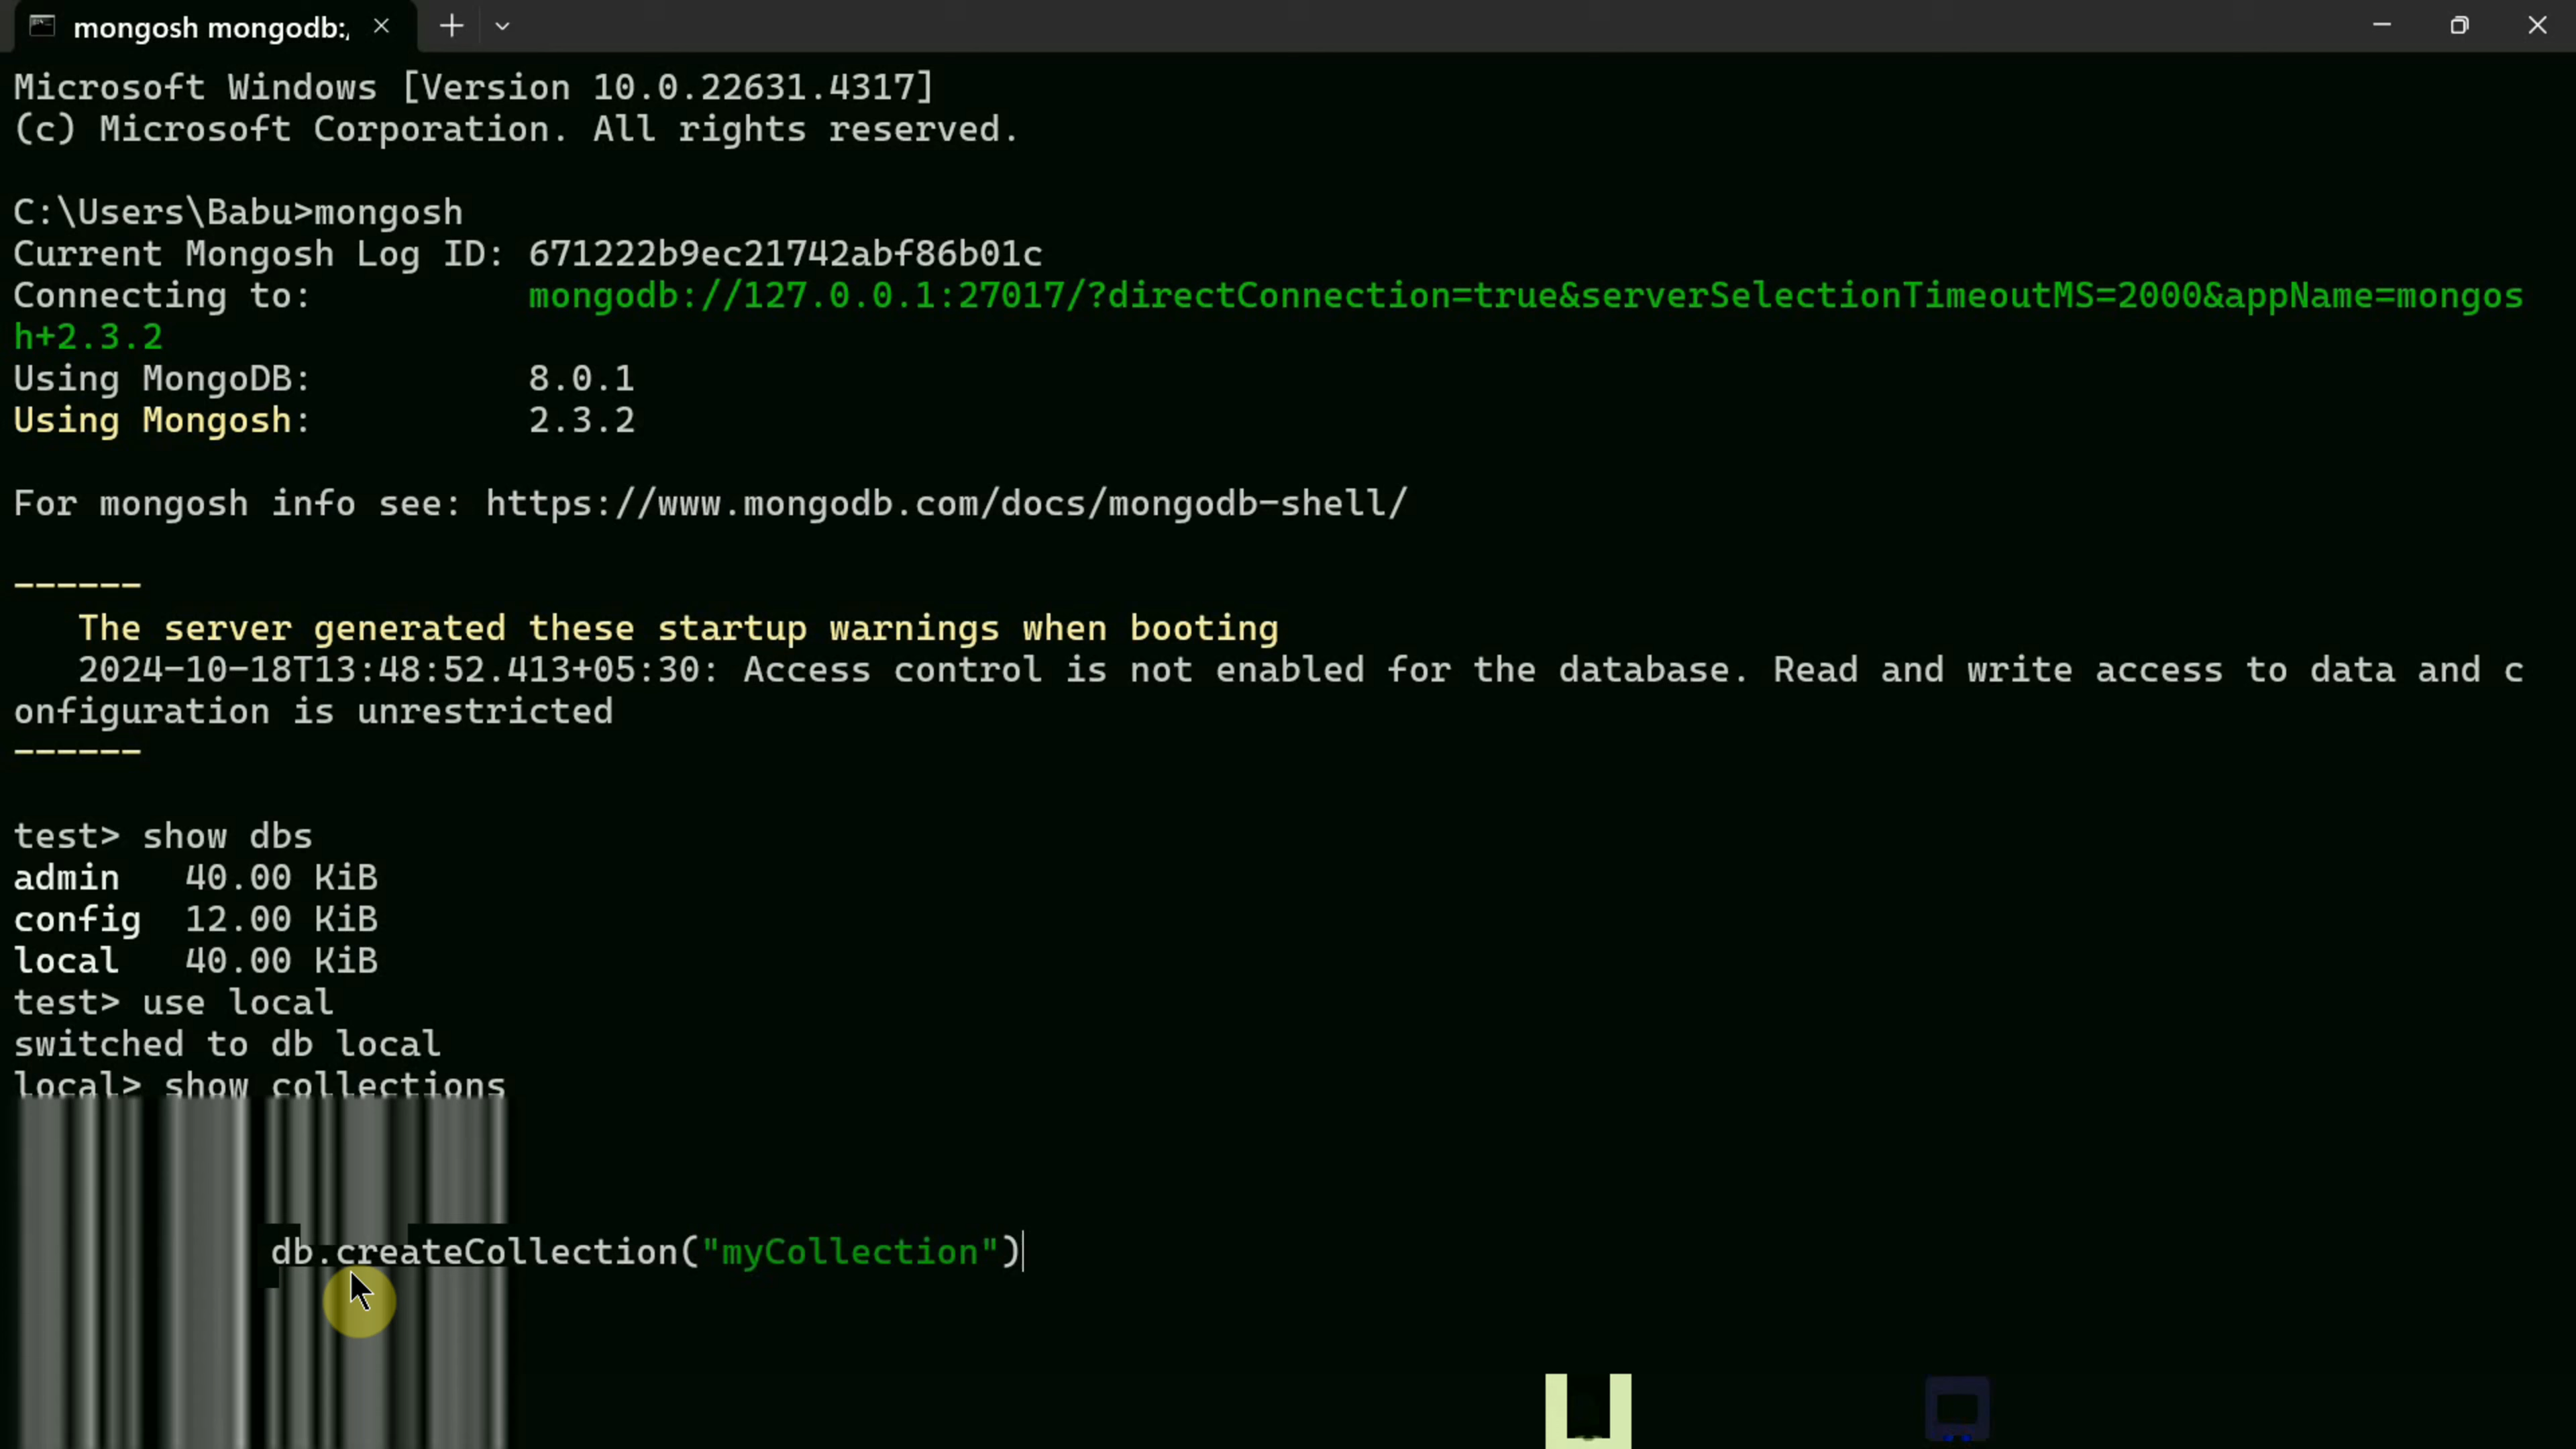 mongosh mongodb:/
Microsoft Windows [Version 10.0.22631.4317]
(c) Microsoft Corporation. All rights reserved.
C:\Users\Babu>mongosh
Current Mongosh Log ID: 671222b9ec21742abf86b01c
Connecting to: mongodb://127.0.0.1:27017/?directConnection=true&serverSelectionTimeoutMS=2000&appName=mongos
h+2.3.2
Using MongoDB: 8.0.1
Using Mongosh: 2.3.2
For mongosh info see: https://www.mongodb.com/docs/mongodb-shell/
------
The server generated these startup warnings when booting
2024-10-18T13:48:52.413+05:30: Access control is not enabled for the database. Read and write access to data and c
onfiguration is unrestricted
------
test> show dbs
admin 40.00 KiB
config 12.00 KiB
local 40.00 KiB
test> use local
switched to db local
local> show collections
db.createCollection("myCollection")